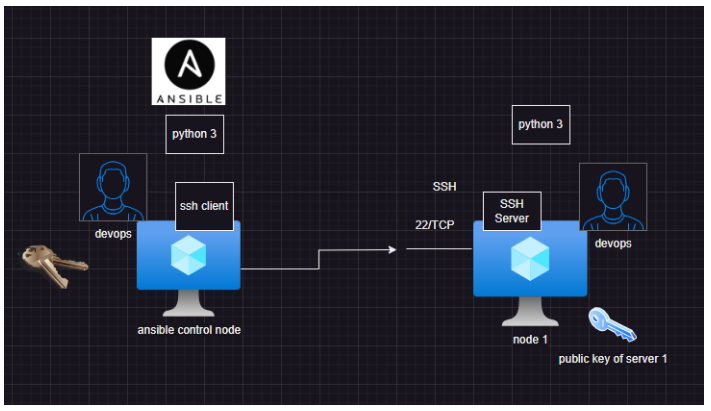 ANSIBLE
python 3
ssh client
devops
ansible control node
SSH
22/TCP
python 3
SSH
Server
devops
node 1
public key of server 1